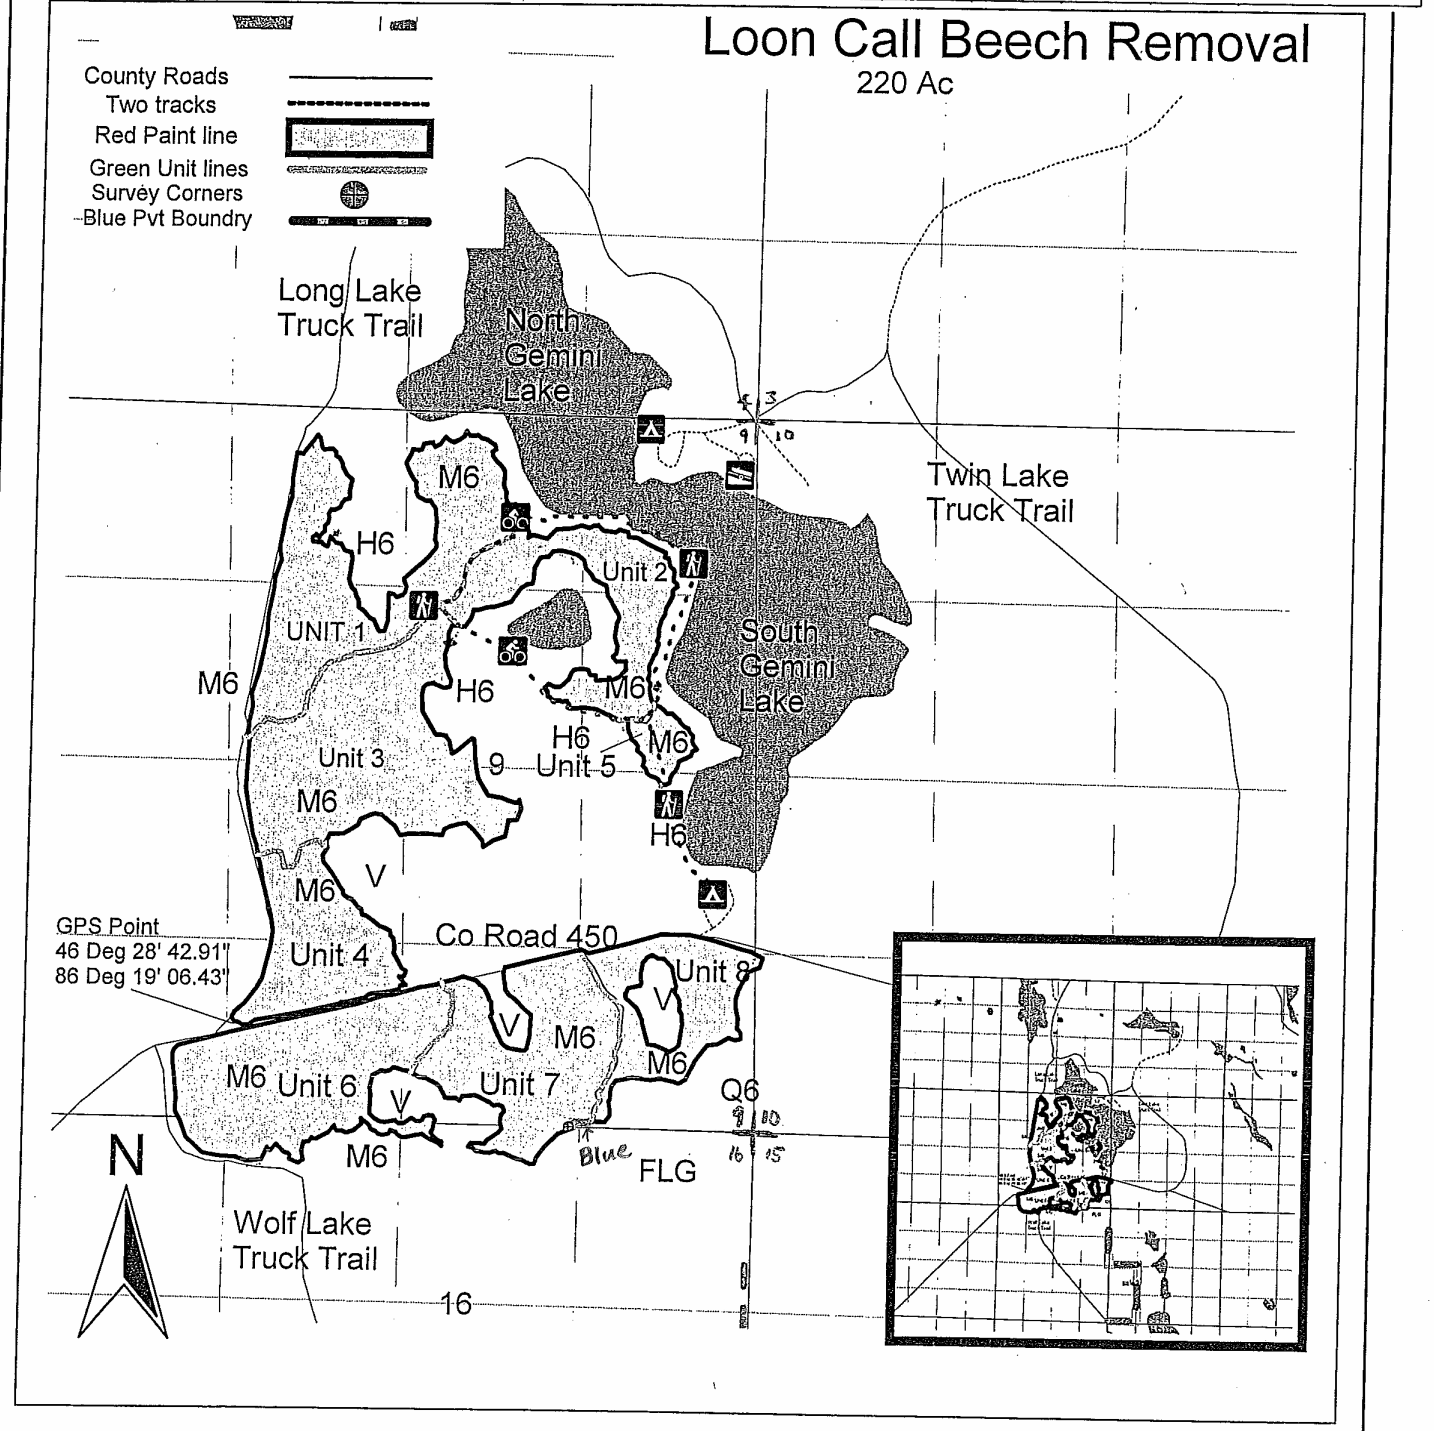 Loon Call Beech Removal
220 Ac
County Roads
Two tracks
Red Paint line
Green Unit lines
Survey Corners
Blue Pvt Boundry
Long Lake
Truck Trail
North
Gemini
Lake
4 3
9 10
Twin Lake
Truck Trail
M6
H6
Unit 2
UNIT 1
South
Gemini
Lake
M6
H6
M6
H6
M6
Unit 5
9
Unit 3
M6
H6
V
M6
GPS Point
46 Deg 28' 42.91"
86 Deg 19' 06.43"
Co Road 450
Unit 4
Unit 8
V
V
M6
M6
M6
Unit 6
V
Unit 7
Q6
9 10
16 15
N
M6
Blue
FLG
Wolf Lake
Truck Trail
16